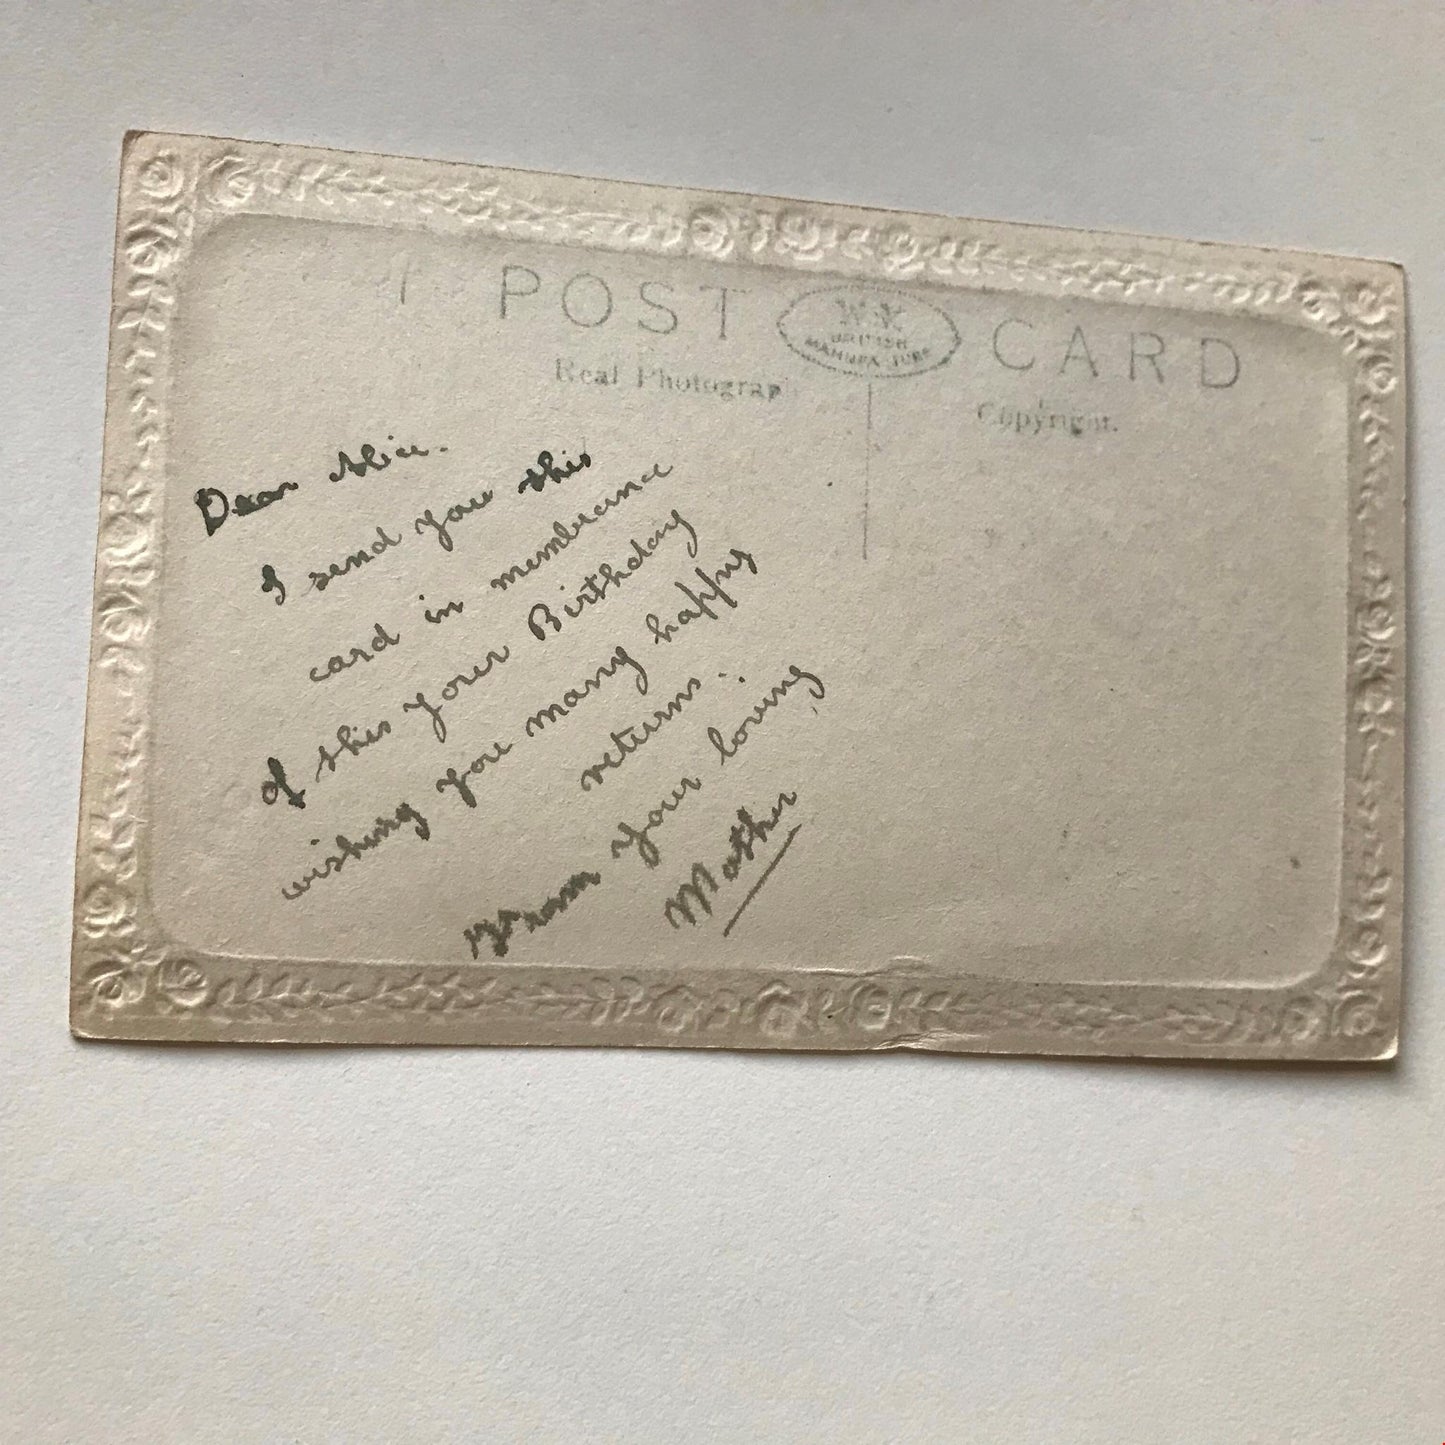 POST CARD
BRITISH
MANUFACTURE
Real Photograph
Copyright.
Dear Alice.
I send you this
card in membrance
of this your Birthday
wishing you many happy
returns.
From your loving
Mother